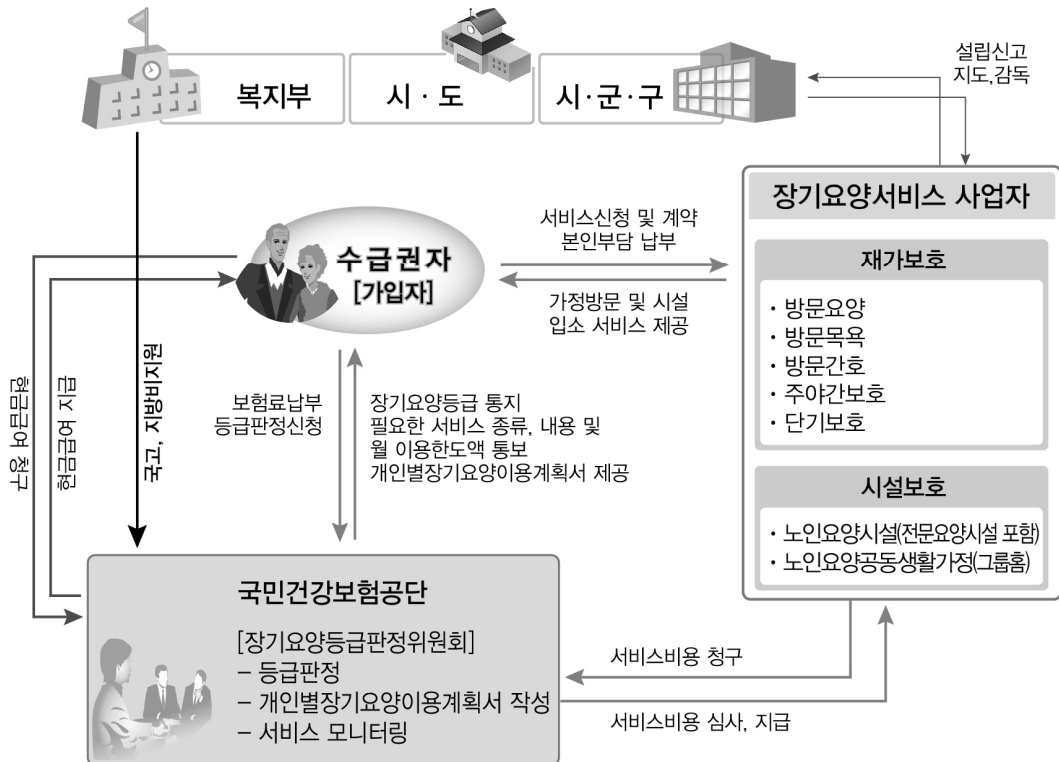 복지부
시·도
시·군·구
설립신고
지도,감독
장기요양서비스 사업자
재가보호
· 방문요양
· 방문목욕
· 방문간호
· 주야간보호
· 단기보호
시설보호
· 노인요양시설(전문요양시설 포함)
· 노인요양공동생활가정(그룹홈)
수급권자
[가입자]
서비스신청 및 계약
본인부담 납부
가정방문 및 시설
입소 서비스 제공
현금급여 청구
현금급여 지급
국고, 지방비지원
보험료납부
등급판정신청
장기요양등급 통지
필요한 서비스 종류, 내용 및
월 이용한도액 통보
개인별장기요양이용계획서 제공
국민건강보험공단
[장기요양등급판정위원회]
– 등급판정
– 개인별장기요양이용계획서 작성
– 서비스 모니터링
서비스비용 청구
서비스비용 심사, 지급